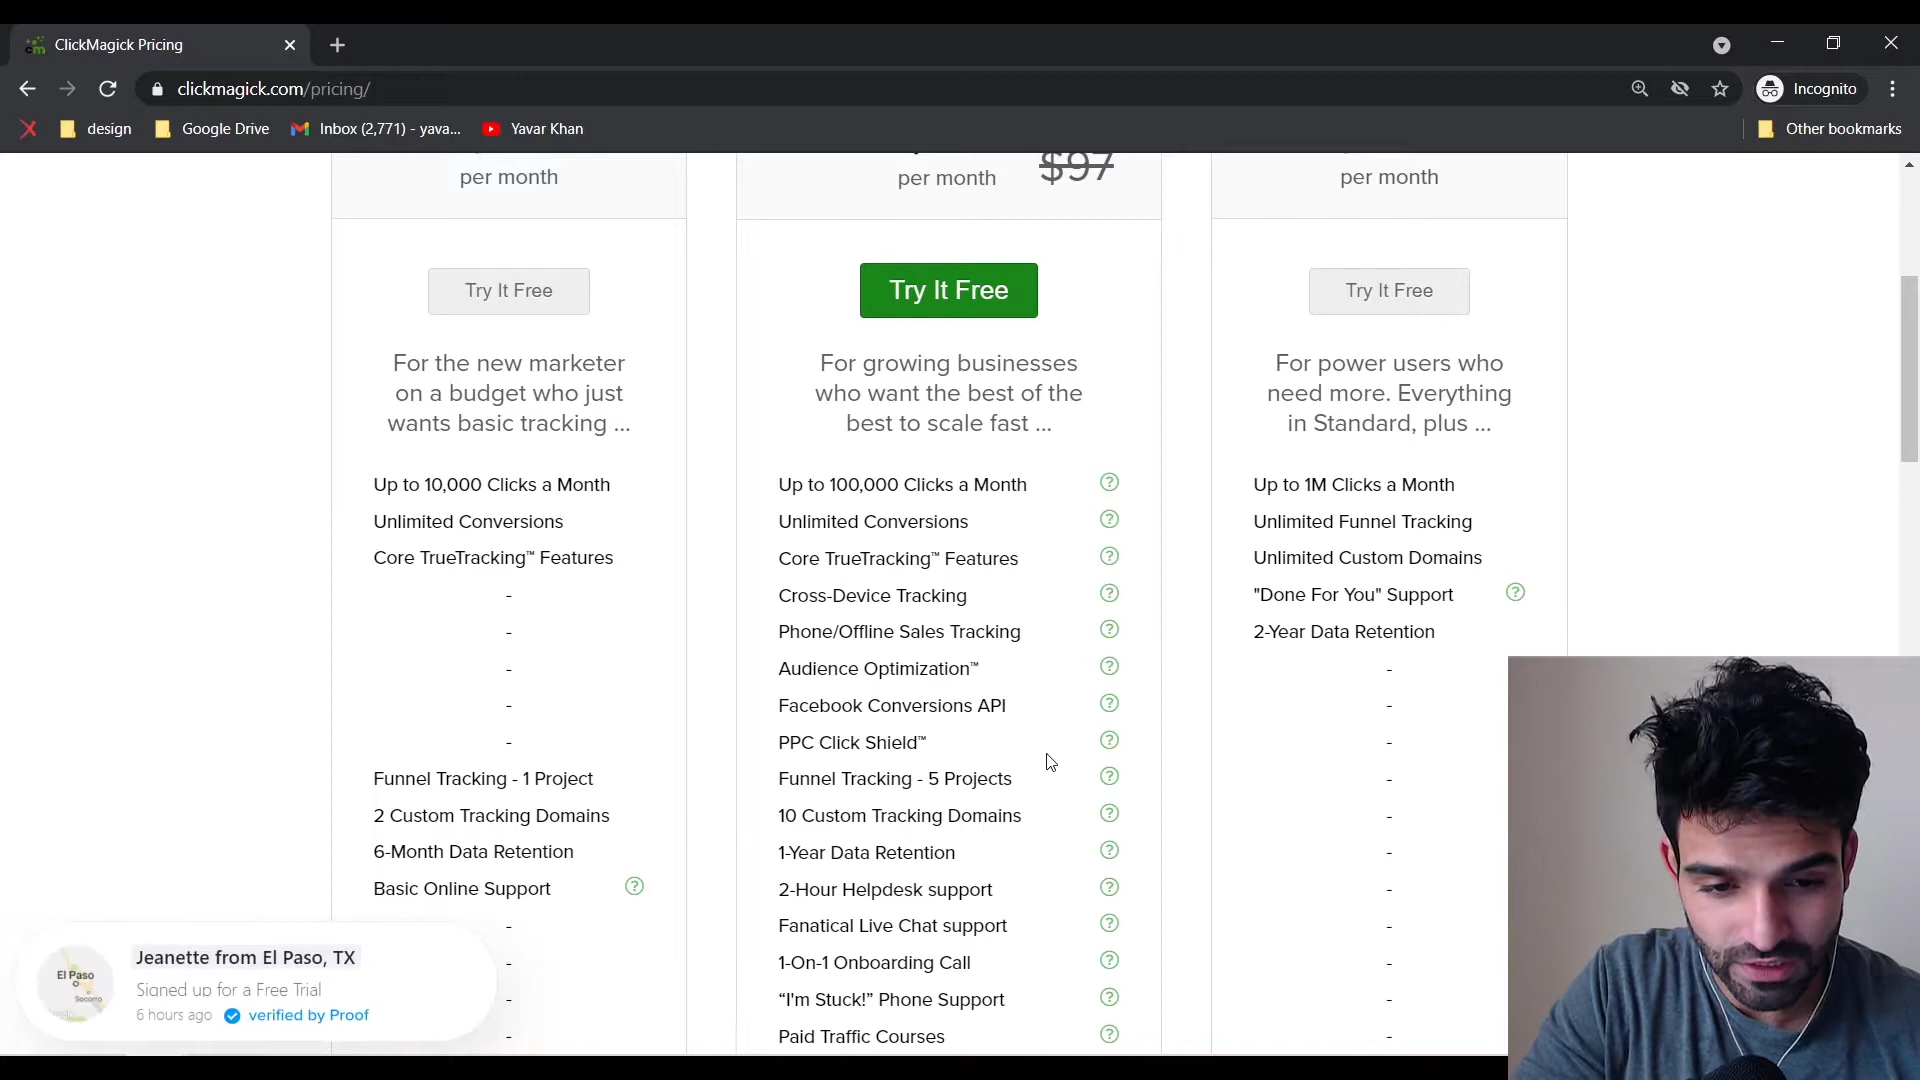 ClickMagick Pricing
clickmagick.com/pricing/
Incognito
design
Google Drive
Inbox (2,771) - yava...
Yavar Khan
Other bookmarks
per month
per month
$97
per month
Try It Free
Try It Free
Try It Free
For the new marketer
on a budget who just
wants basic tracking ...
For growing businesses
who want the best of the
best to scale fast ...
For power users who
need more. Everything
in Standard, plus ...
Up to 10,000 Clicks a Month
Unlimited Conversions
Core TrueTracking™ Features
-
-
-
-
-
Funnel Tracking - 1 Project
2 Custom Tracking Domains
6-Month Data Retention
Basic Online Support
-
-
-
-
Up to 100,000 Clicks a Month
Unlimited Conversions
Core TrueTracking™ Features
Cross-Device Tracking
Phone/Offline Sales Tracking
Audience Optimization™
Facebook Conversions API
PPC Click Shield™
Funnel Tracking - 5 Projects
10 Custom Tracking Domains
1-Year Data Retention
2-Hour Helpdesk support
Fanatical Live Chat support
1-On-1 Onboarding Call
“I'm Stuck!” Phone Support
Paid Traffic Courses
Up to 1M Clicks a Month
Unlimited Funnel Tracking
Unlimited Custom Domains
"Done For You" Support
2-Year Data Retention
-
-
-
-
-
-
-
-
-
-
-
El Paso
Socorro
Jeanette from El Paso, TX
Signed up for a Free Trial
6 hours ago
verified by Proof